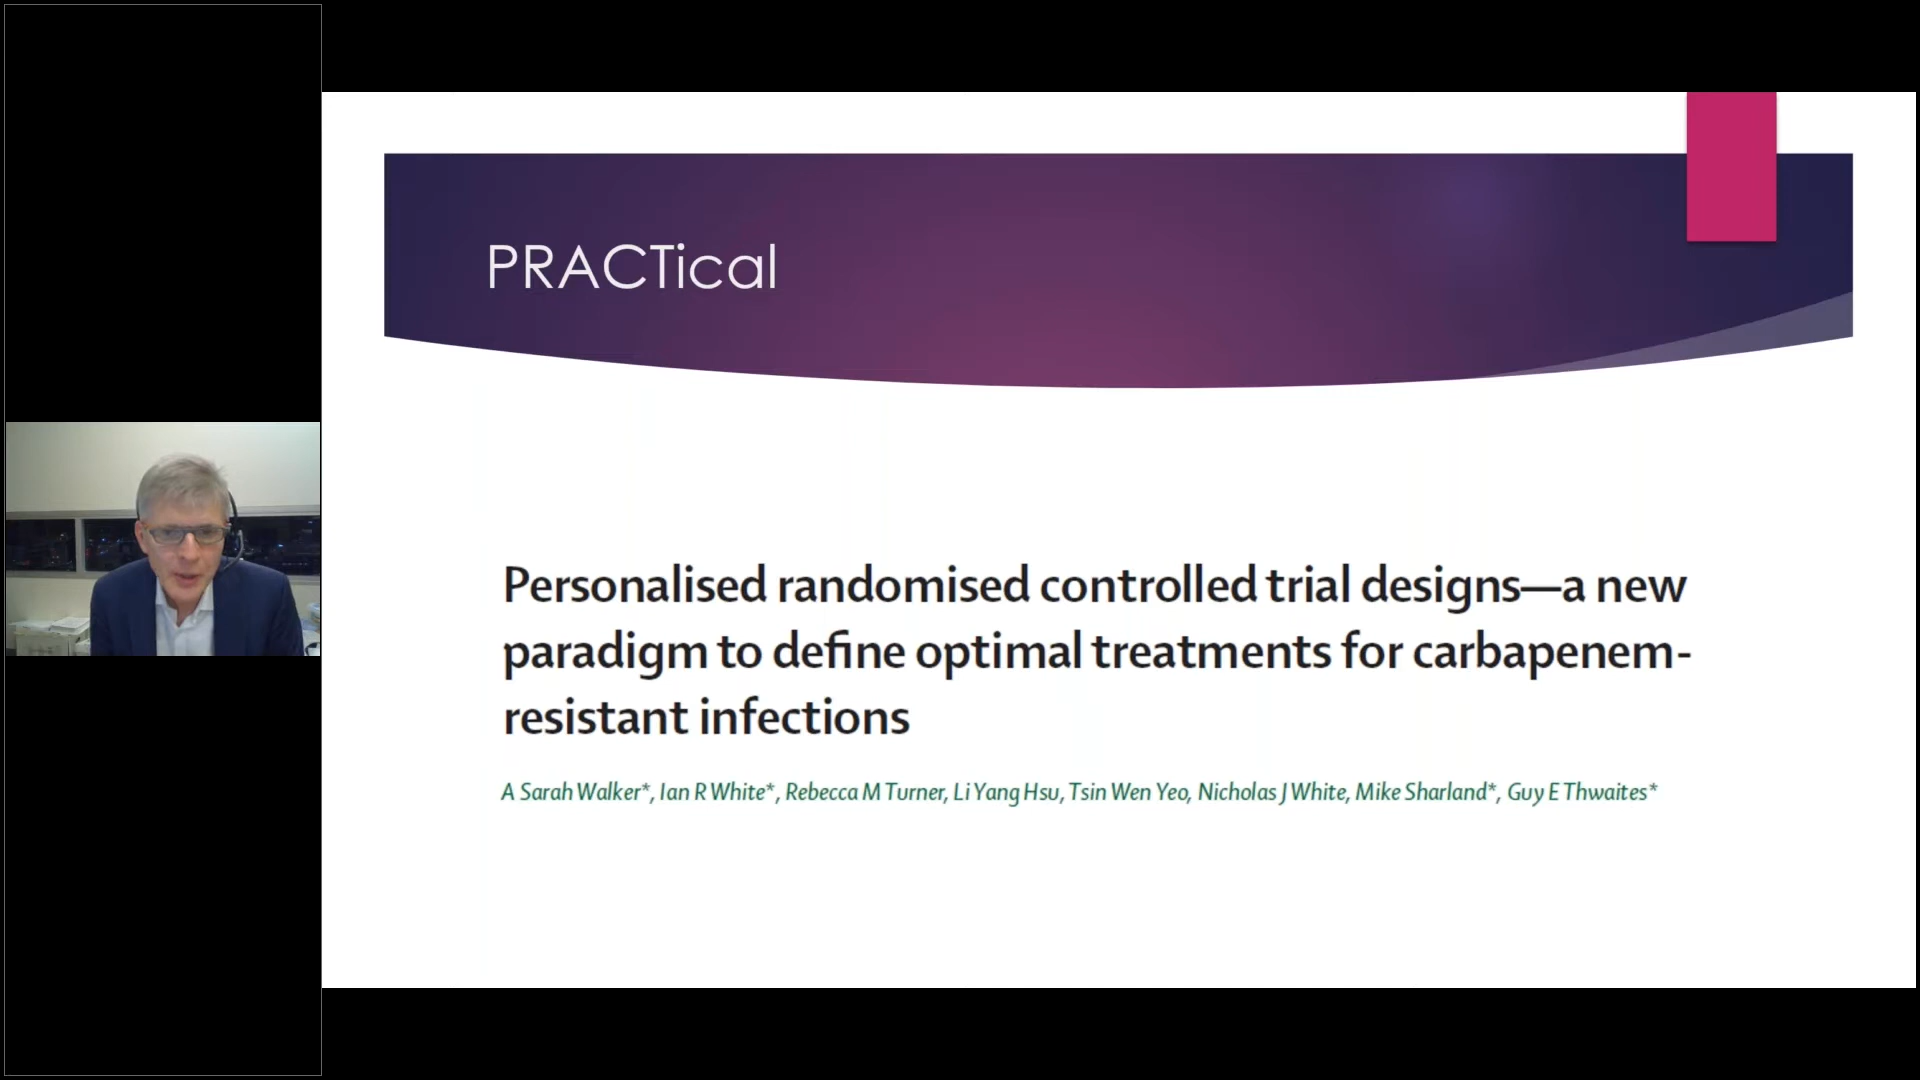 PRACTical
Personalised randomised controlled trial designs—a new
paradigm to define optimal treatments for carbapenem-
resistant infections
A Sarah Walker*, Ian R White*, Rebecca M Turner, Li Yang Hsu, Tsin Wen Yeo, Nicholas J White, Mike Sharland*, Guy E Thwaites*